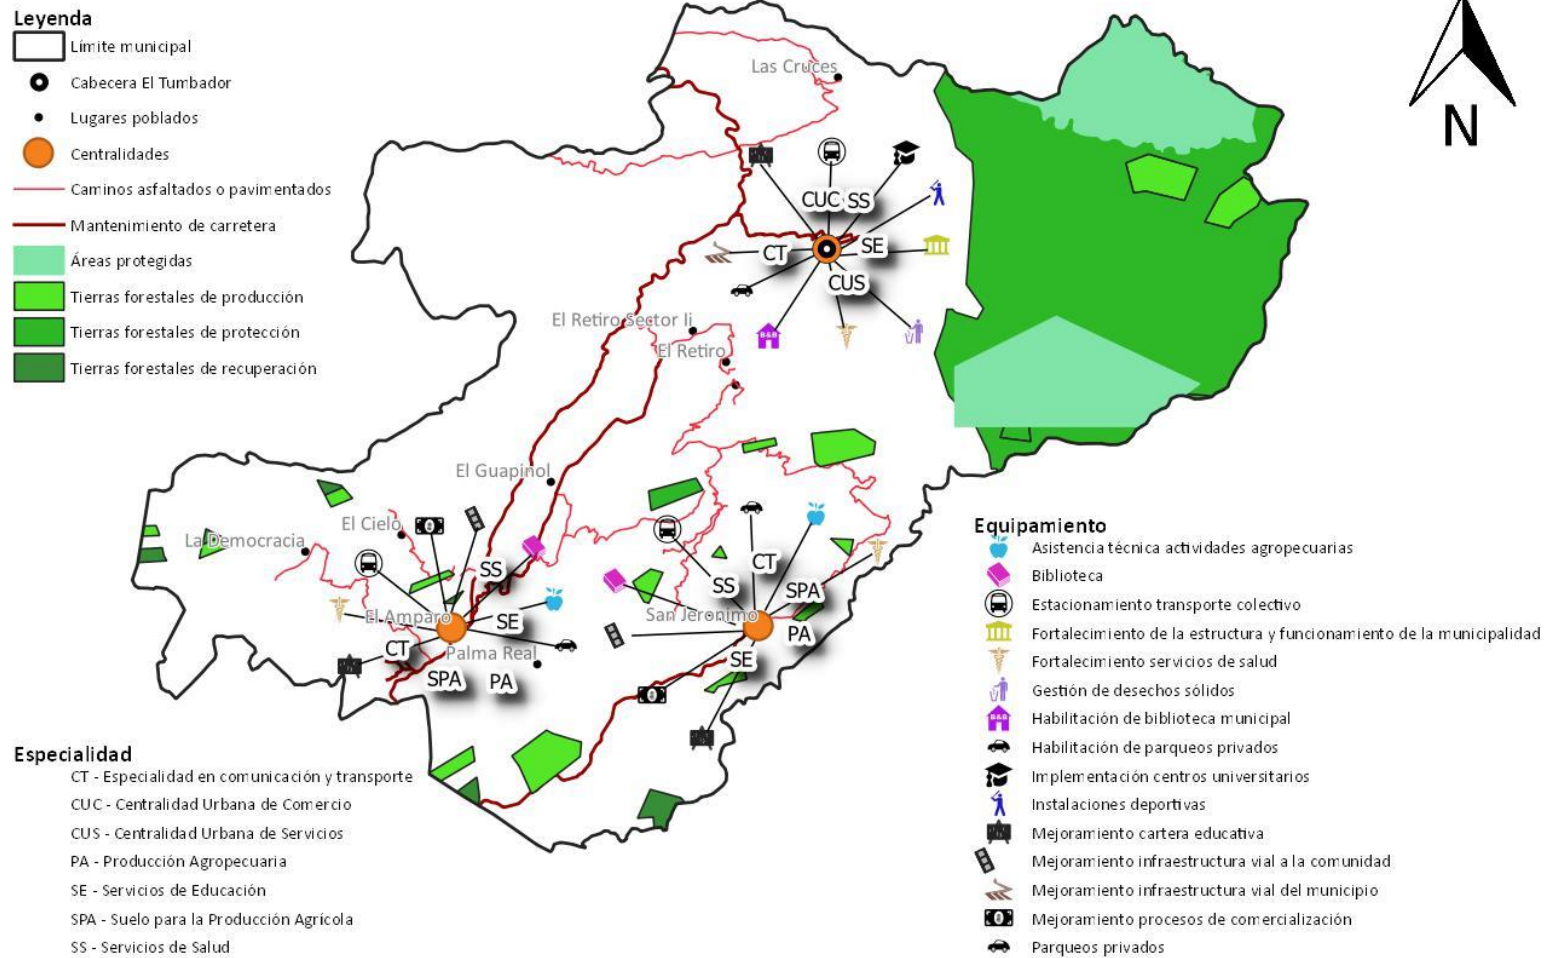 Leyenda
Límite municipal
Cabecera El Tumbador
Lugares poblados
Centralidades
Caminos asfaltados o pavimentados
Mantenimiento de carretera
Áreas protegidas
Tierras forestales de producción
Tierras forestales de protección
Tierras forestales de recuperación
N
Las Cruces
CUC SS
CT
SE
CUS
B&B
El Retiro Sector Ii
El Retiro
El Guapinol
El Cielo
La Democracia
SS
El Amparo
SE
CT
Palma Real
SPA
PA
CT
SS
SPA
San Jeronimo
PA
SE
Equipamiento
Asistencia técnica actividades agropecuarias
Biblioteca
Estacionamiento transporte colectivo
Fortalecimiento de la estructura y funcionamiento de la municipalidad
Fortalecimiento servicios de salud
Gestión de desechos sólidos
B&B
Habilitación de biblioteca municipal
Habilitación de parqueos privados
Implementación centros universitarios
Instalaciones deportivas
Mejoramiento cartera educativa
Mejoramiento infraestructura vial a la comunidad
Mejoramiento infraestructura vial del municipio
Mejoramiento procesos de comercialización
Parqueos privados
Especialidad
CT - Especialidad en comunicación y transporte
CUC - Centralidad Urbana de Comercio
CUS - Centralidad Urbana de Servicios
PA - Producción Agropecuaria
SE - Servicios de Educación
SPA - Suelo para la Producción Agrícola
SS - Servicios de Salud